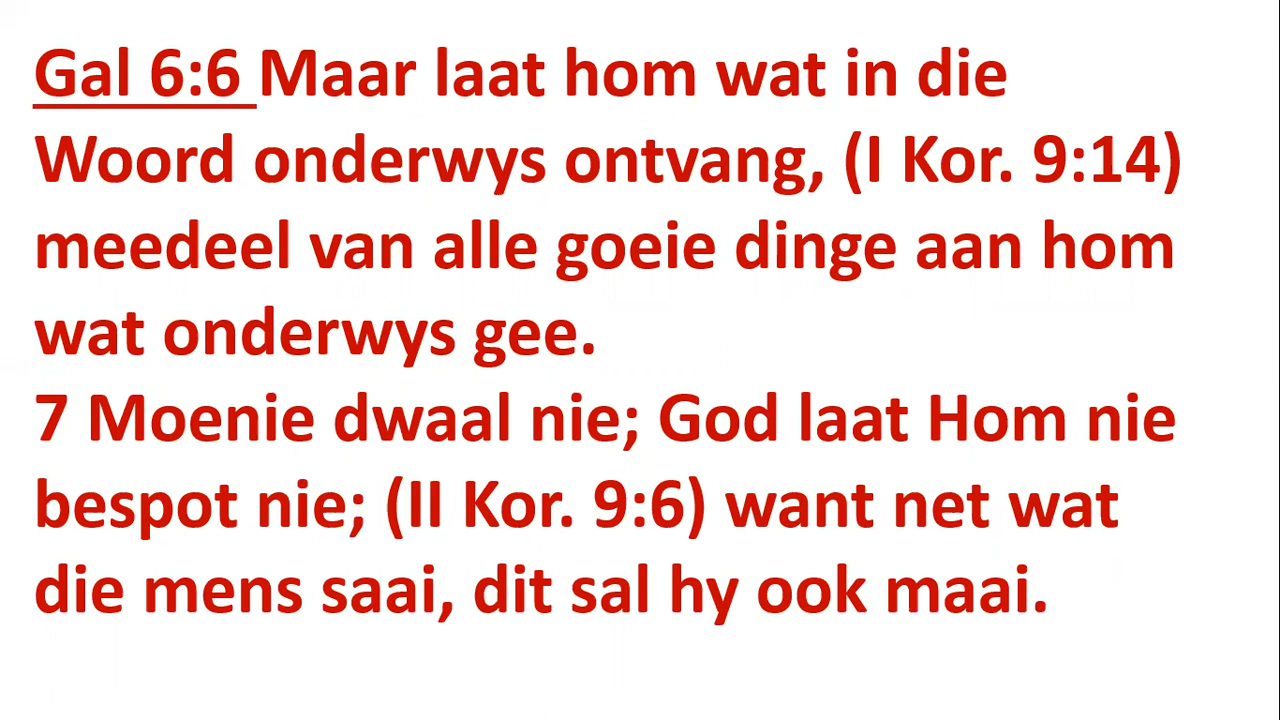 Gal 6:6 Maar laat hom wat in die
Woord onderwys ontvang, (I Kor. 9:14)
meedeel van alle goeie dinge aan hom
wat onderwys gee.
7 Moenie dwaal nie; God laat Hom nie
bespot nie; (II Kor. 9:6) want net wat
die mens saai, dit sal hy ook maai.